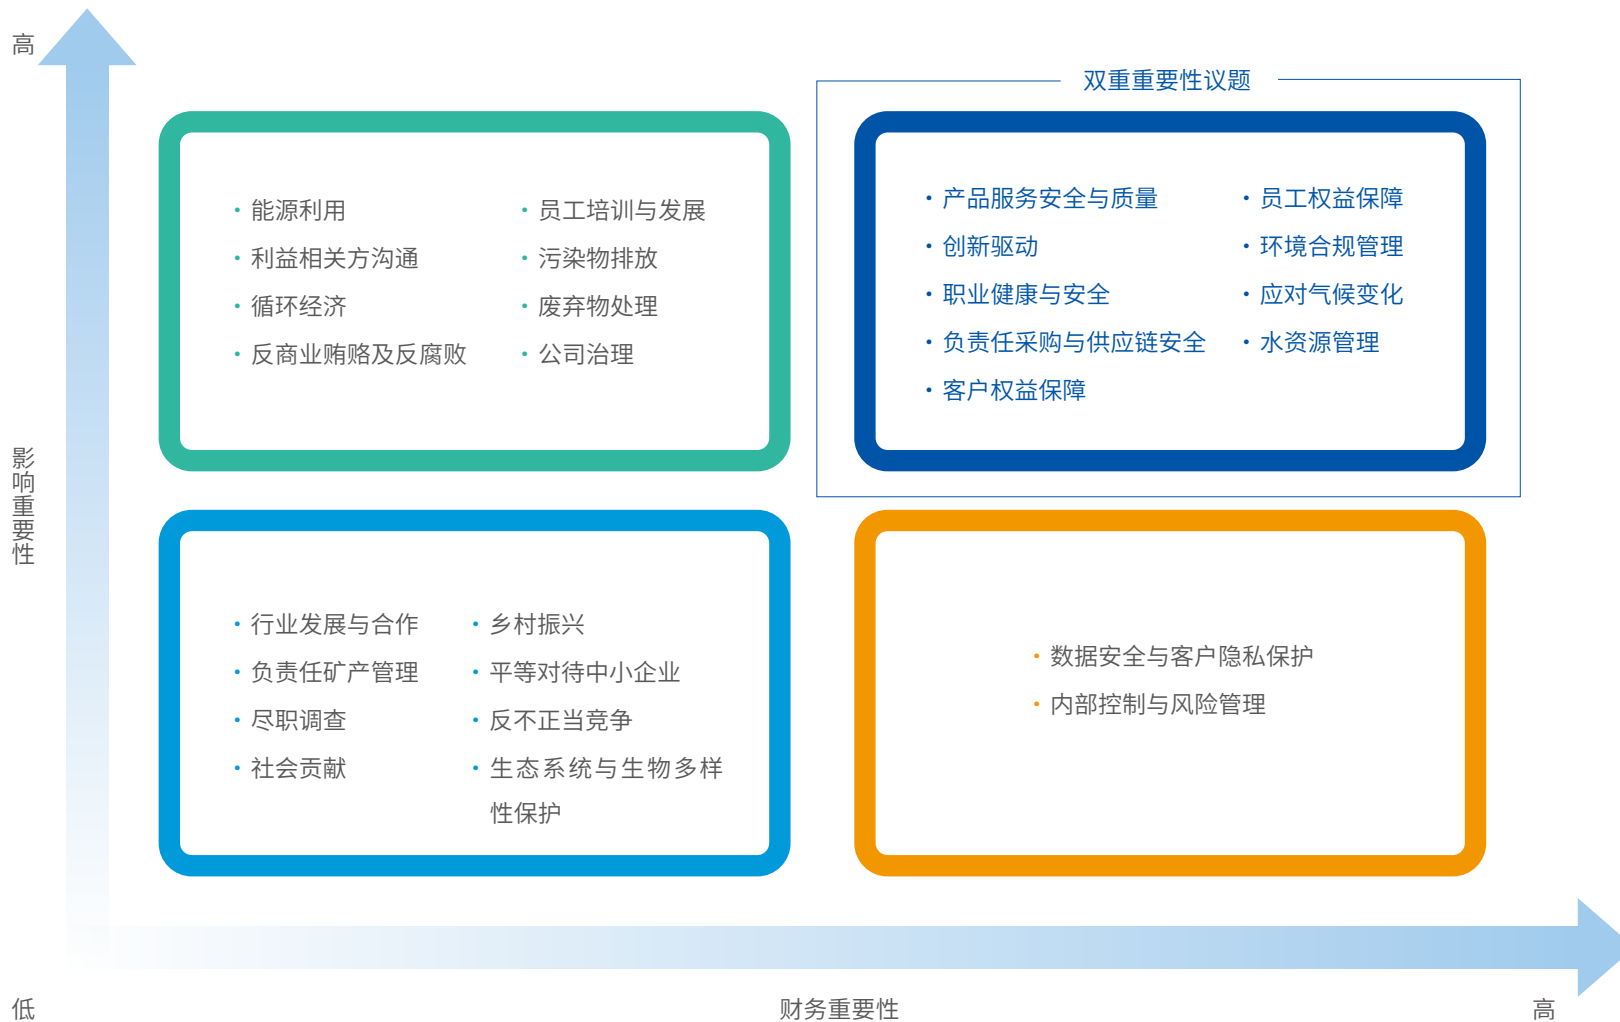 高
双重重要性议题
· 能源利用
· 利益相关方沟通
· 循环经济
· 反商业贿赂及反腐败
· 员工培训与发展
· 污染物排放
· 废弃物处理
· 公司治理
· 产品服务安全与质量
· 创新驱动
· 职业健康与安全
· 负责任采购与供应链安全
· 客户权益保障
· 员工权益保障
· 环境合规管理
· 应对气候变化
· 水资源管理
影响重要性
· 行业发展与合作
· 负责任矿产管理
· 尽职调查
· 社会贡献
· 乡村振兴
· 平等对待中小企业
· 反不正当竞争
· 生态系统与生物多样
性保护
· 数据安全与客户隐私保护
· 内部控制与风险管理
低
财务重要性
高